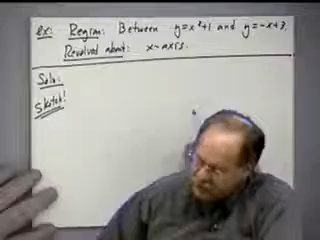 ex: Region: Between y=x²+1 and y=-x+3.
Revolved about: x-axis.
Soln:
Sketch!